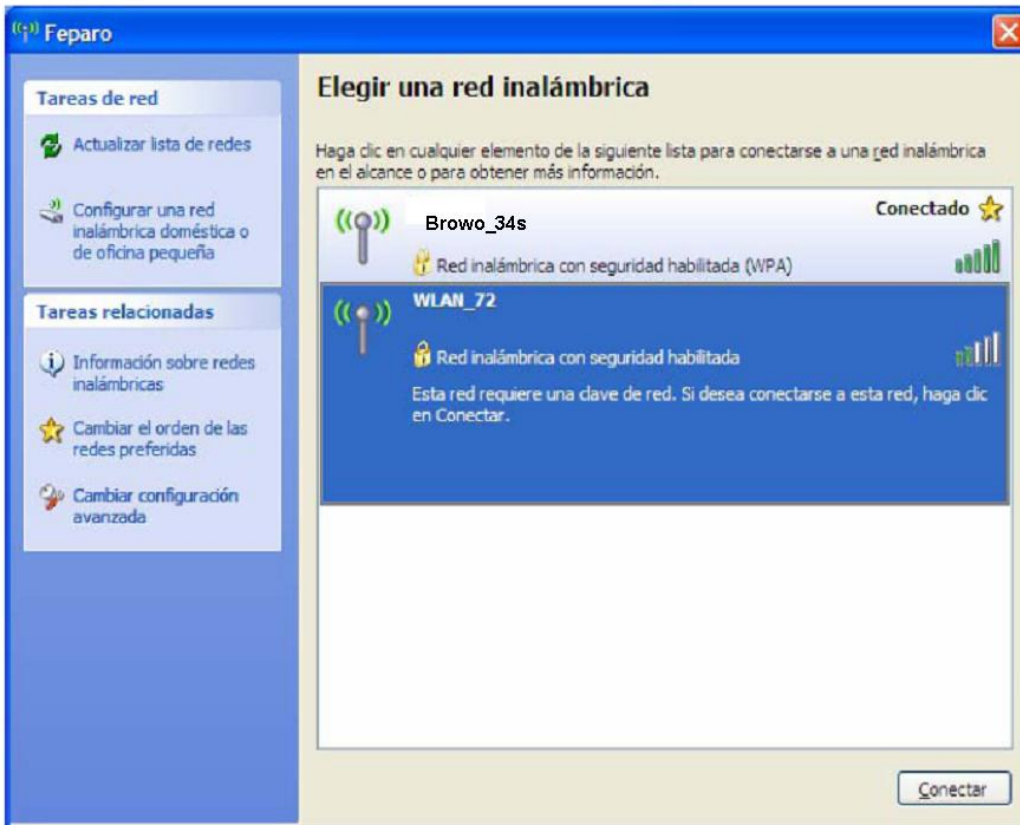 Feparo
Tareas de red
Actualizar lista de redes
Configurar una red
inalámbrica doméstica o
de oficina pequeña
Tareas relacionadas
Información sobre redes
inalámbricas
Cambiar el orden de las
redes preferidas
Cambiar configuración
avanzada
Elegir una red inalámbrica
Haga clic en cualquier elemento de la siguiente lista para conectarse a una red inalámbrica
en el alcance o para obtener más información.
Browo_34s
Conectado
Red inalámbrica con seguridad habilitada (WPA)
WLAN_72
Red inalámbrica con seguridad habilitada
Esta red requiere una clave de red. Si desea conectarse a esta red, haga clic
en Conectar.
Conectar